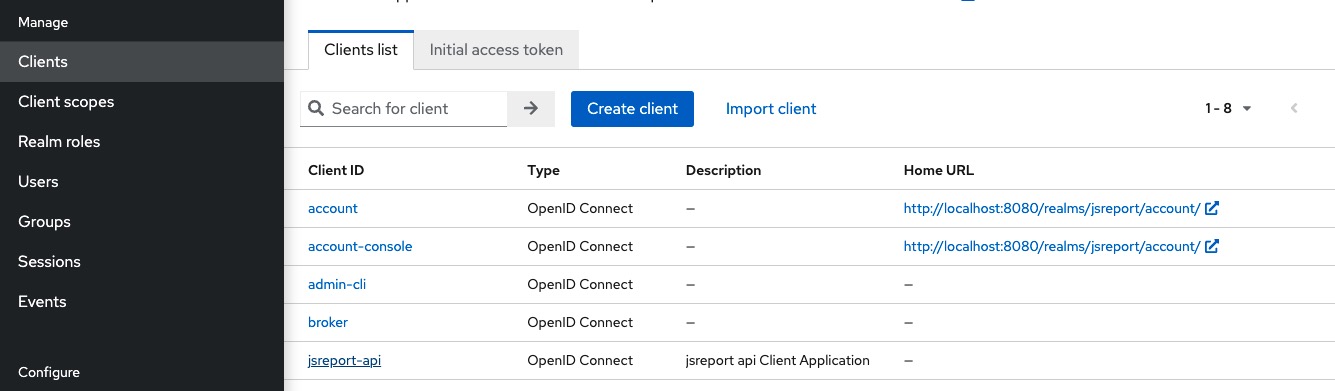 Manage
Clients
Client scopes
Realm roles
Users
Groups
Sessions
Events
Configure
Clients list Initial access token
Search for client Create client Import client 1 - 8
Client ID Type Description Home URL
account OpenID Connect – http://localhost:8080/realms/jsreport/account/
account-console OpenID Connect – http://localhost:8080/realms/jsreport/account/
admin-cli OpenID Connect – –
broker OpenID Connect – –
jsreport-api OpenID Connect jsreport api Client Application –